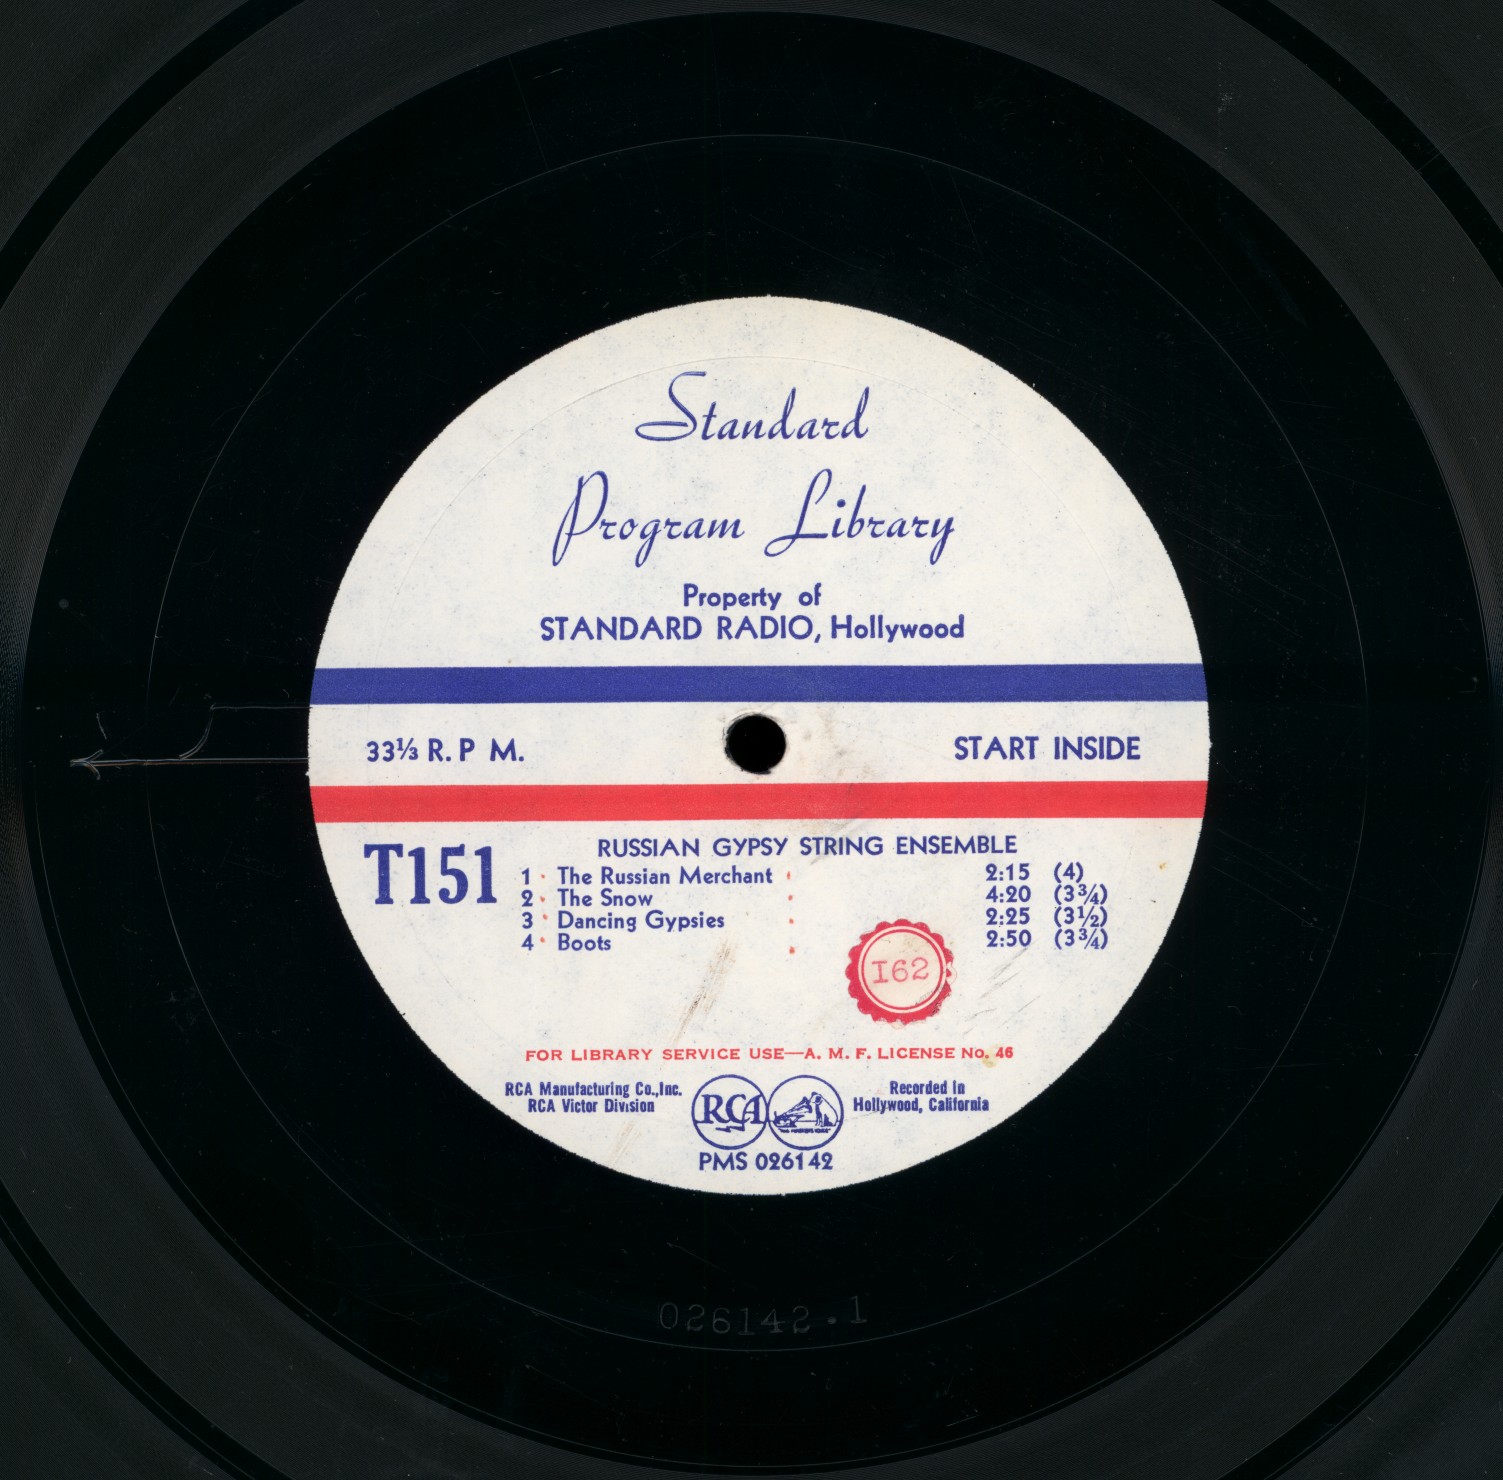 Standard
Program Library
Property of
STANDARD RADIO, Hollywood
33⅓ R. P M.
START INSIDE
T151
RUSSIAN GYPSY STRING ENSEMBLE
1 · The Russian Merchant 2:15 (4)
2 · The Snow 4:20 (3¾)
3 · Dancing Gypsies 2:25 (3½)
4 · Boots 2:50 (3¾)
I62
FOR LIBRARY SERVICE USE—A. M. F. LICENSE No. 46
RCA Manufacturing Co., Inc.
RCA Victor Division
RCA
Recorded in
Hollywood, California
PMS 026142
026142·1